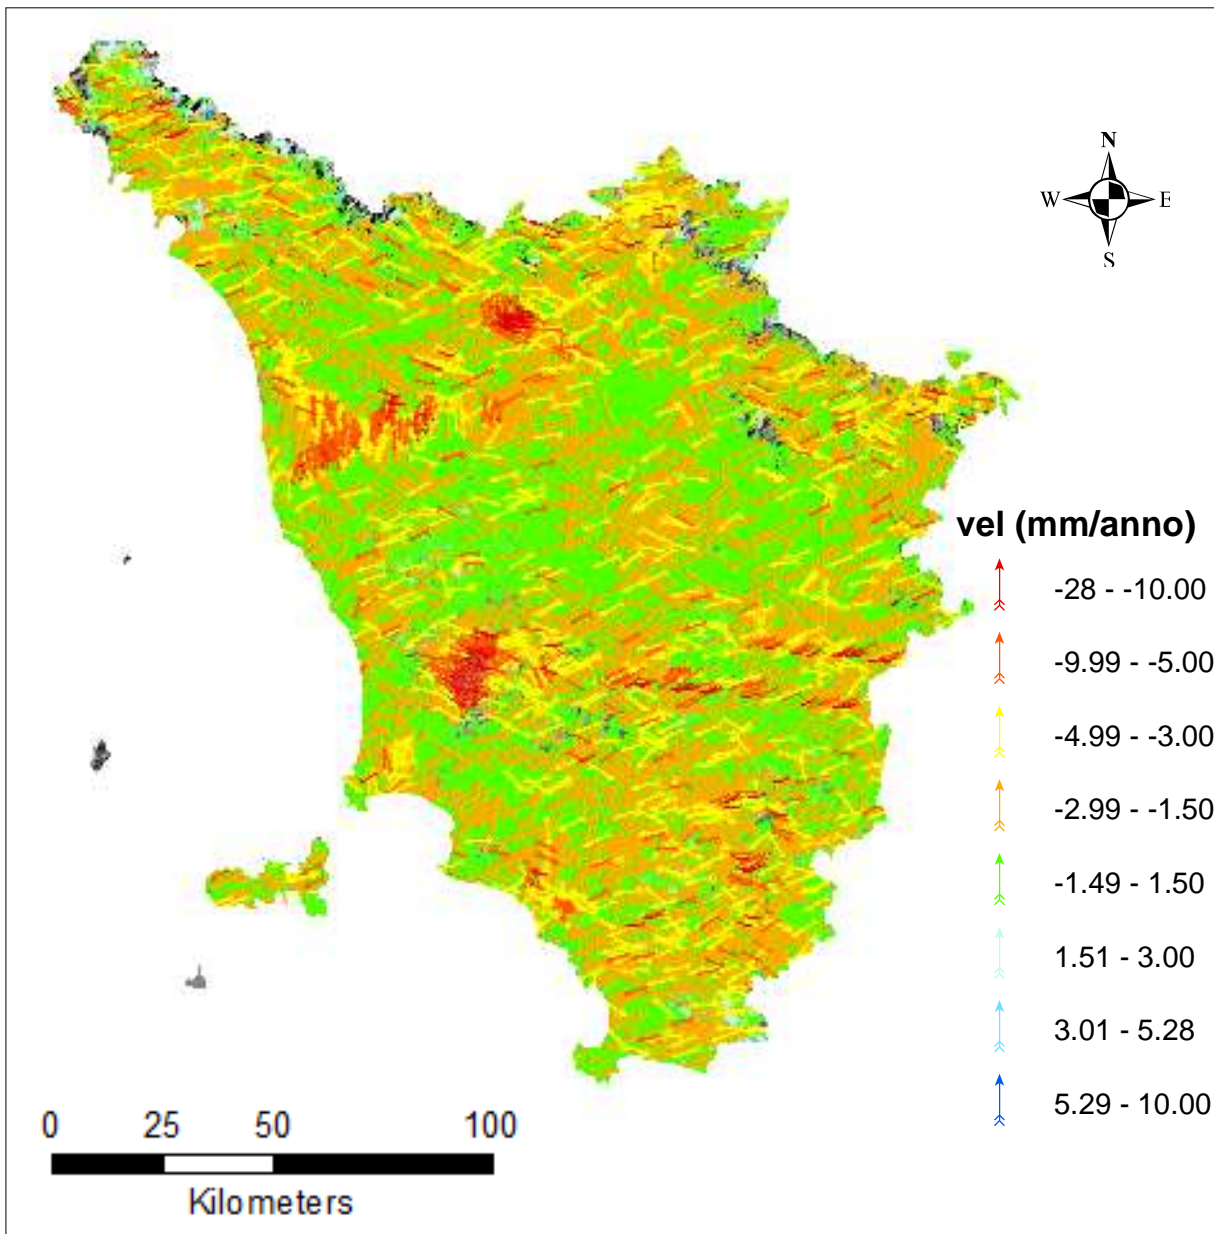 N
W E
S
vel (mm/anno)
-28 - -10.00
-9.99 - -5.00
-4.99 - -3.00
-2.99 - -1.50
-1.49 - 1.50
1.51 - 3.00
3.01 - 5.28
5.29 - 10.00
0 25 50 100
Kilometers